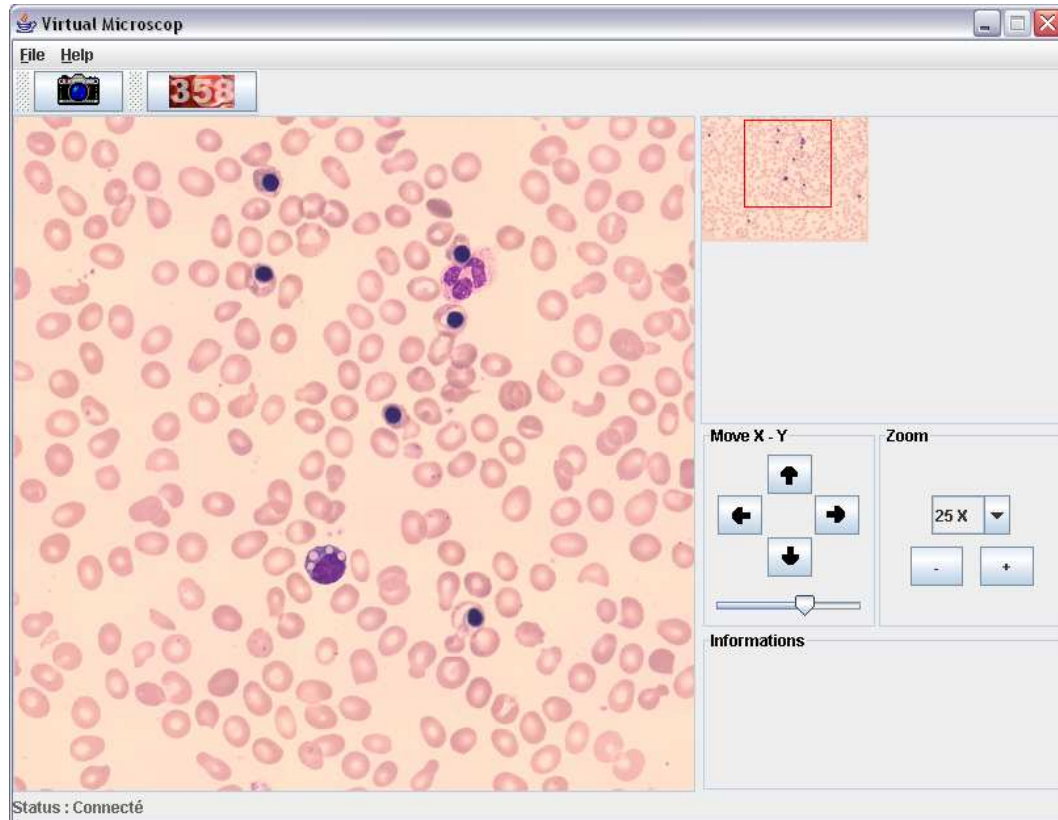 Virtual Microscop
File Help
358
Move X - Y
Zoom
25 X
- +
Informations
Status : Connecté